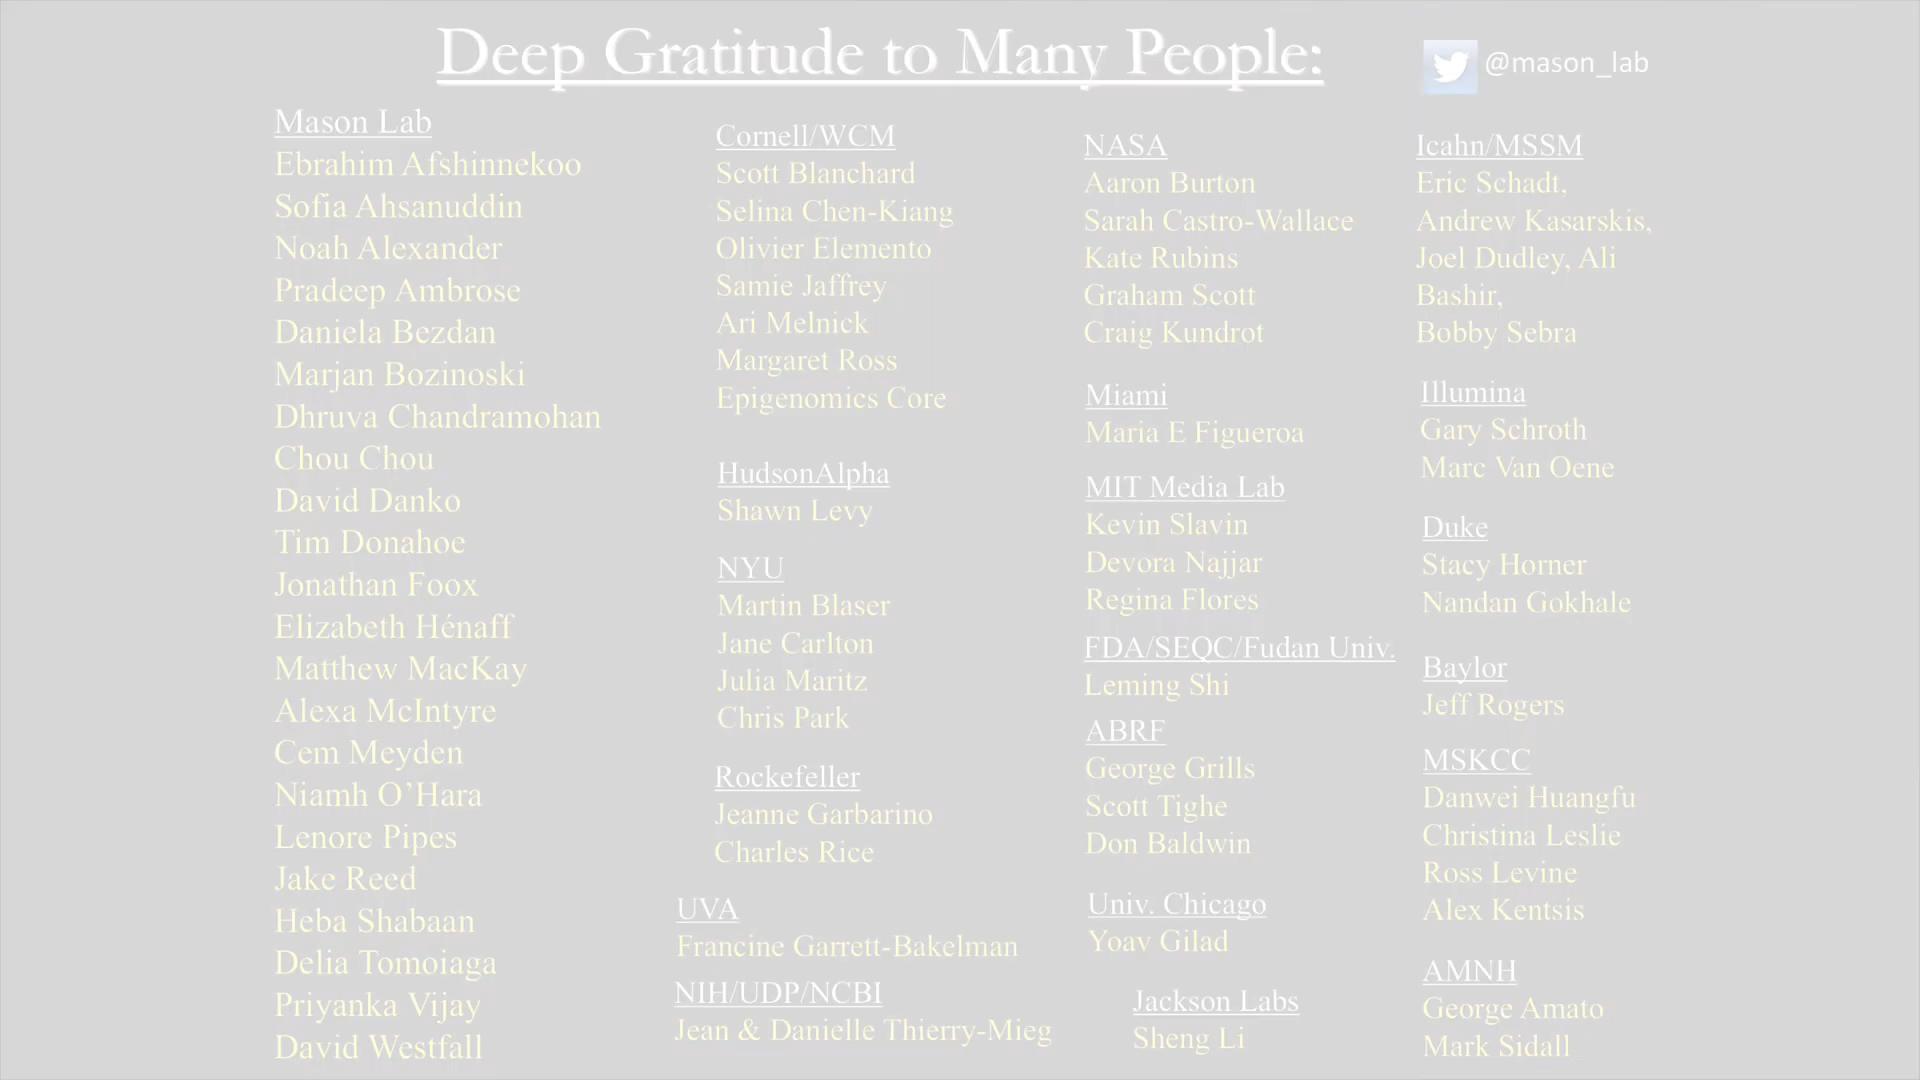 Deep Gratitude to Many People:
@mason_lab
Mason Lab
Ebrahim Afshinnekoo
Sofia Ahsanuddin
Noah Alexander
Pradeep Ambrose
Daniela Bezdan
Marjan Bozinoski
Dhruva Chandramohan
Chou Chou
David Danko
Tim Donahoe
Jonathan Foox
Elizabeth Hénaff
Matthew MacKay
Alexa McIntyre
Cem Meyden
Niamh O’Hara
Lenore Pipes
Jake Reed
Heba Shabaan
Delia Tomoiaga
Priyanka Vijay
David Westfall
Cornell/WCM
Scott Blanchard
Selina Chen-Kiang
Olivier Elemento
Samie Jaffrey
Ari Melnick
Margaret Ross
Epigenomics Core
HudsonAlpha
Shawn Levy
NYU
Martin Blaser
Jane Carlton
Julia Maritz
Chris Park
Rockefeller
Jeanne Garbarino
Charles Rice
UVA
Francine Garrett-Bakelman
NIH/UDP/NCBI
Jean & Danielle Thierry-Mieg
NASA
Aaron Burton
Sarah Castro-Wallace
Kate Rubins
Graham Scott
Craig Kundrot
Miami
Maria E Figueroa
MIT Media Lab
Kevin Slavin
Devora Najjar
Regina Flores
FDA/SEQC/Fudan Univ.
Leming Shi
ABRF
George Grills
Scott Tighe
Don Baldwin
Univ. Chicago
Yoav Gilad
Jackson Labs
Sheng Li
Icahn/MSSM
Eric Schadt,
Andrew Kasarskis,
Joel Dudley, Ali
Bashir,
Bobby Sebra
Illumina
Gary Schroth
Marc Van Oene
Duke
Stacy Horner
Nandan Gokhale
Baylor
Jeff Rogers
MSKCC
Danwei Huangfu
Christina Leslie
Ross Levine
Alex Kentsis
AMNH
George Amato
Mark Sidall